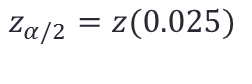 z_{α/2} = z(0.025)